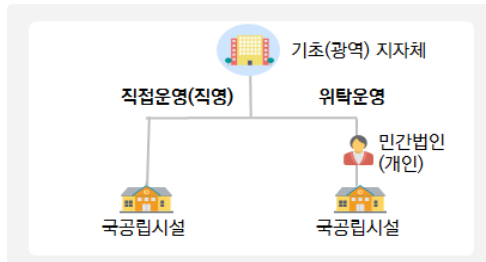 기초(광역) 지자체
직접운영(직영)
위탁운영
민간법인
(개인)
국공립시설
국공립시설